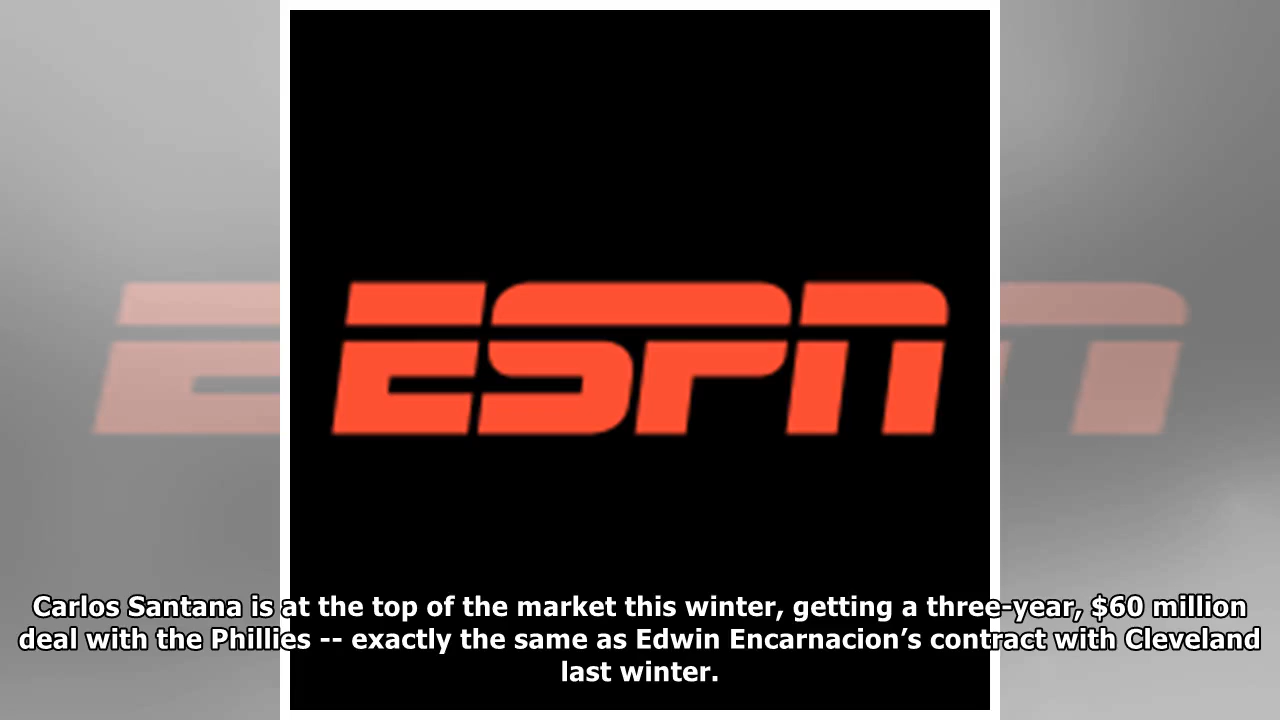 ESPN
Carlos Santana is at the top of the market this winter, getting a three-year, $60 million
deal with the Phillies -- exactly the same as Edwin Encarnacion’s contract with Cleveland
last winter.